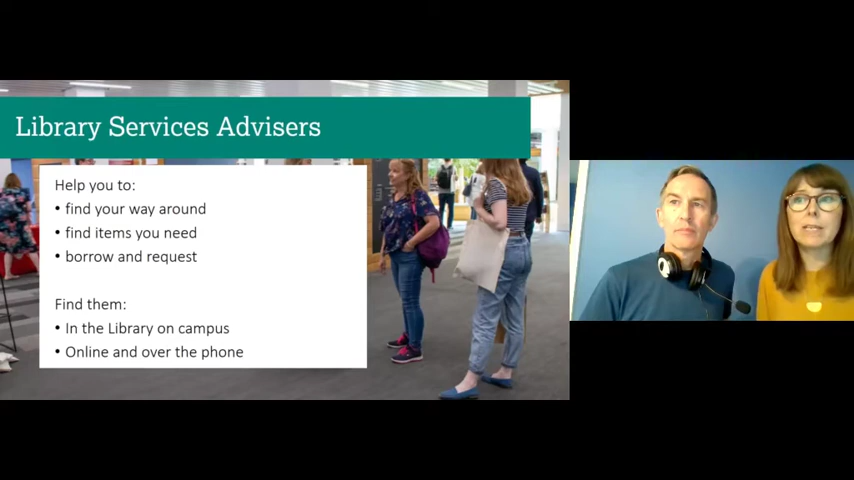 Library Services Advisers
Help you to:
• find your way around
• find items you need
• borrow and request
Find them:
• In the Library on campus
• Online and over the phone